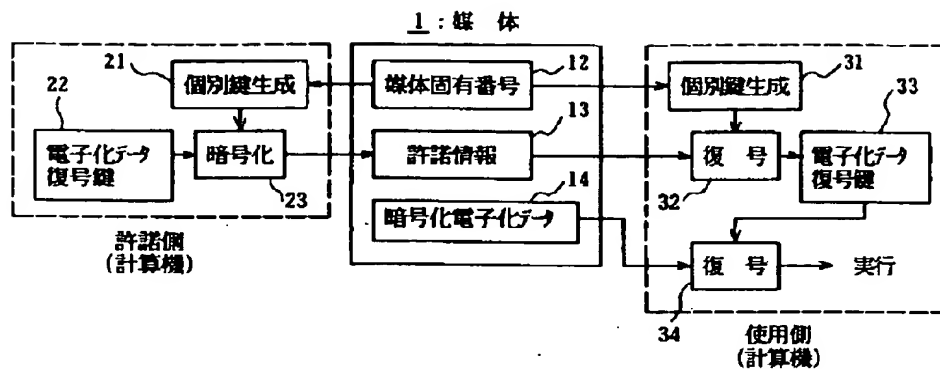 1：媒 体
21
個別鍵生成
22
電子化データ
復号鍵
暗号化
23
許諾側
(計算機)
12
媒体固有番号
13
許諾情報
14
暗号化電子化データ
31
個別鍵生成
33
復 号
32
電子化データ
復号鍵
復 号
34
実行
使用側
(計算機)